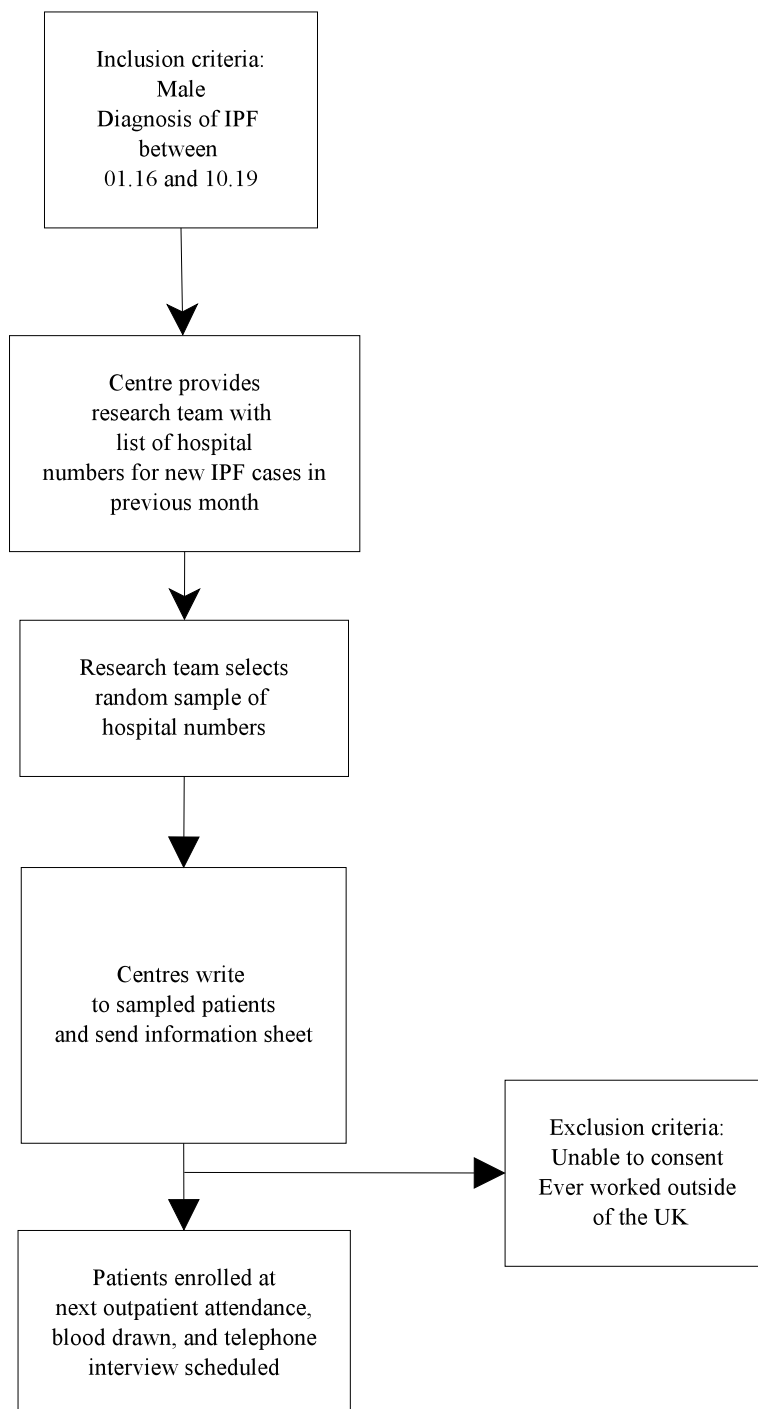 Inclusion criteria:
Male
Diagnosis of IPF
between
01.16 and 10.19
Centre provides
research team with
list of hospital
numbers for new IPF cases in
previous month
Research team selects
random sample of
hospital numbers
Centres write
to sampled patients
and send information sheet
Exclusion criteria:
Unable to consent
Ever worked outside
of the UK
Patients enrolled at
next outpatient attendance,
blood drawn, and telephone
interview scheduled